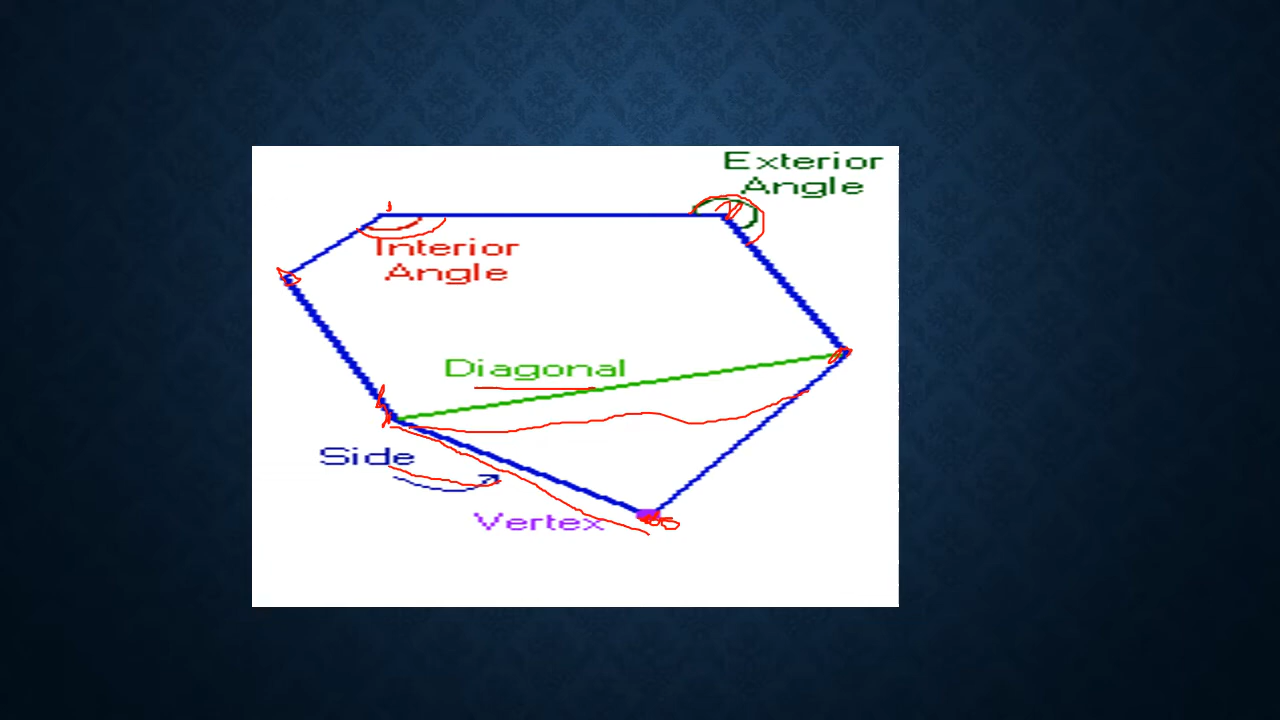 Exterior
Angle
Interior
Angle
Diagonal
Side
Vertex